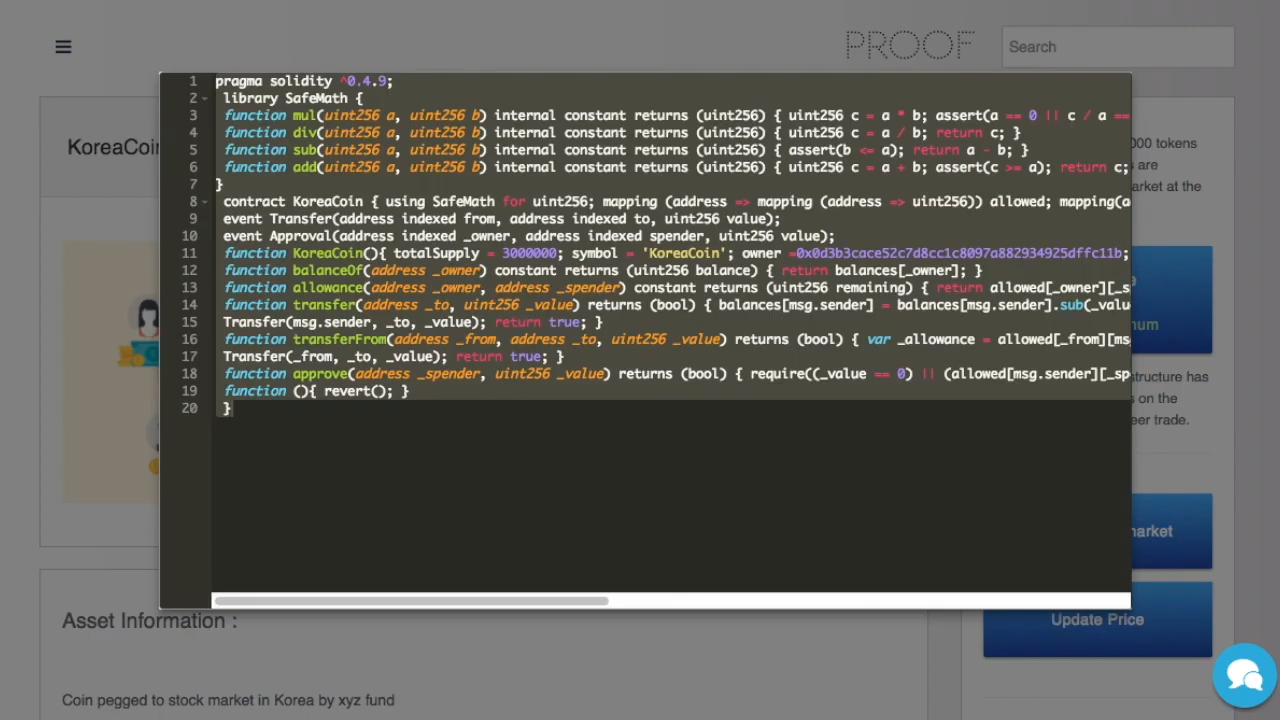 PROOF
Search
KoreaCoi
000 tokens
are
arket at the
1 pragma solidity ^0.4.9;
2 library SafeMath {
3 function mul(uint256 a, uint256 b) internal constant returns (uint256) { uint256 c = a * b; assert(a == 0 || c / a ==
4 function div(uint256 a, uint256 b) internal constant returns (uint256) { uint256 c = a / b; return c; }
5 function sub(uint256 a, uint256 b) internal constant returns (uint256) { assert(b <= a); return a - b; }
6 function add(uint256 a, uint256 b) internal constant returns (uint256) { uint256 c = a + b; assert(c >= a); return c;
7 }
8 contract KoreaCoin { using SafeMath for uint256; mapping (address => mapping (address => uint256)) allowed; mapping(a
9 event Transfer(address indexed from, address indexed to, uint256 value);
10 event Approval(address indexed _owner, address indexed spender, uint256 value);
11 function KoreaCoin(){ totalSupply = 3000000; symbol = 'KoreaCoin'; owner =0x0d3b3cace52c7d8cc1c8097a882934925dffc11b;
12 function balanceOf(address _owner) constant returns (uint256 balance) { return balances[_owner]; }
13 function allowance(address _owner, address _spender) constant returns (uint256 remaining) { return allowed[_owner][_s
14 function transfer(address _to, uint256 _value) returns (bool) { balances[msg.sender] = balances[msg.sender].sub(_valu
15 Transfer(msg.sender, _to, _value); return true; }
16 function transferFrom(address _from, address _to, uint256 _value) returns (bool) { var _allowance = allowed[_from][ms
17 Transfer(_from, _to, _value); return true; }
18 function approve(address _spender, uint256 _value) returns (bool) { require((_value == 0) || (allowed[msg.sender][_sp
19 function (){ revert(); }
20 }
e
num
structure has
s on the
eer trade.
market
Update Price
Asset Information :
Coin pegged to stock market in Korea by xyz fund